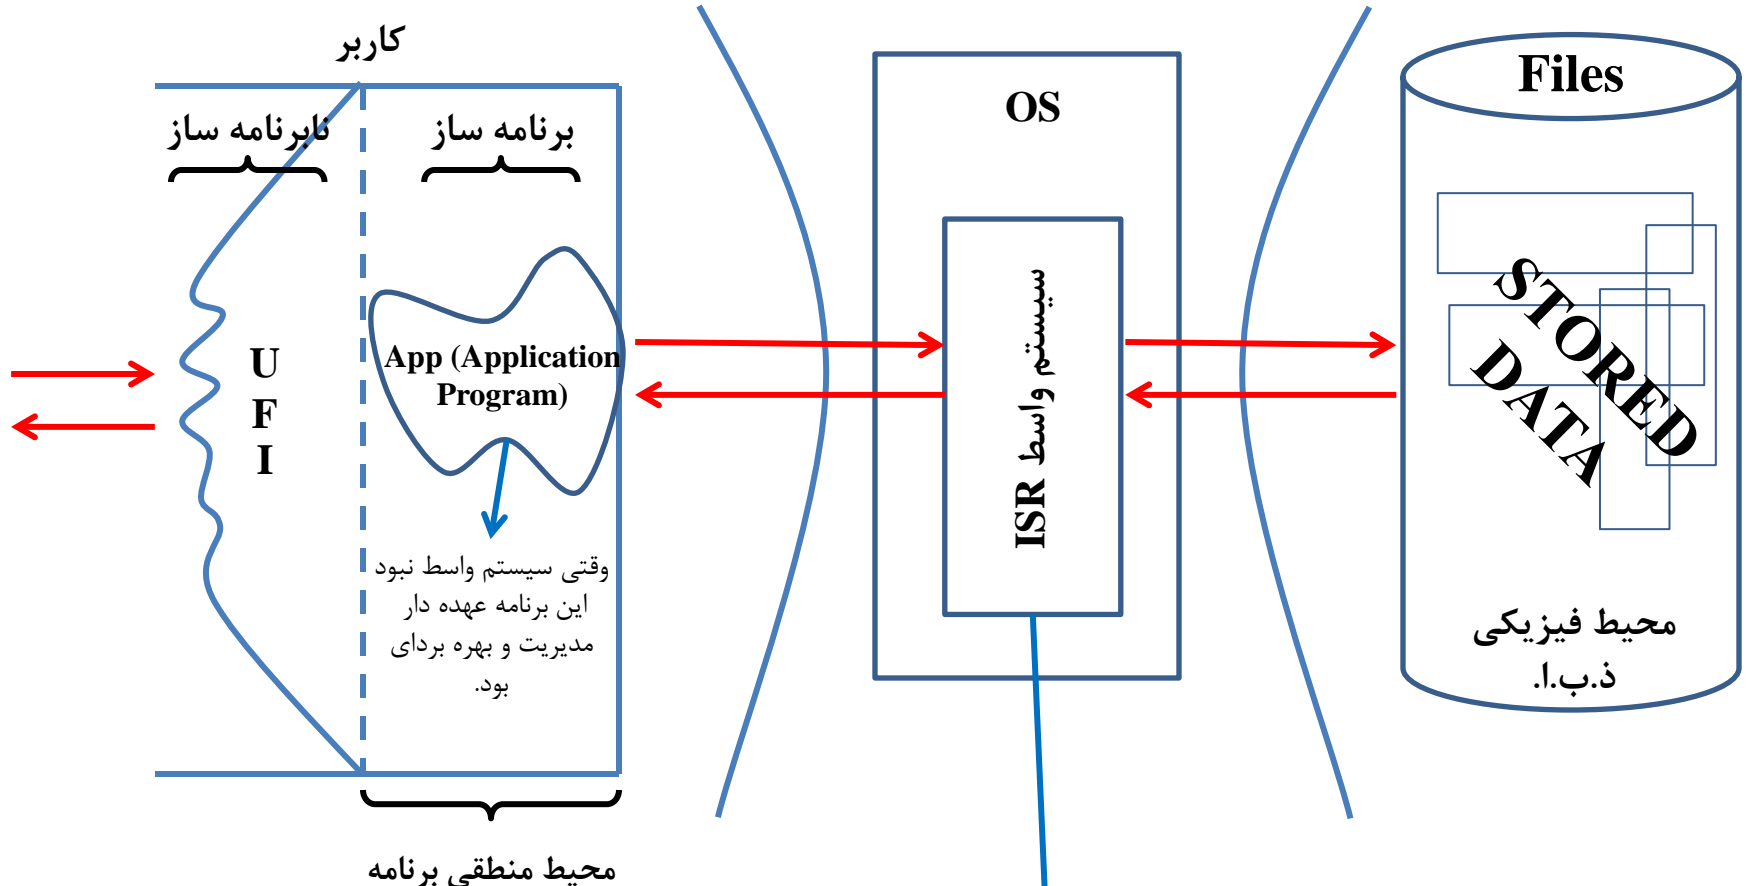 کاربر
نابرنامه ساز
برنامه ساز
U
F
I
App (Application
Program)
وقتی سیستم واسط نبود
این برنامه عهده دار
مدیریت و بهره بردای
بود.
محیط منطقی برنامه
OS
سیستم واسط ISR
Files
STORED
DATA
محیط فیزیکی
ذ.ب.ا.